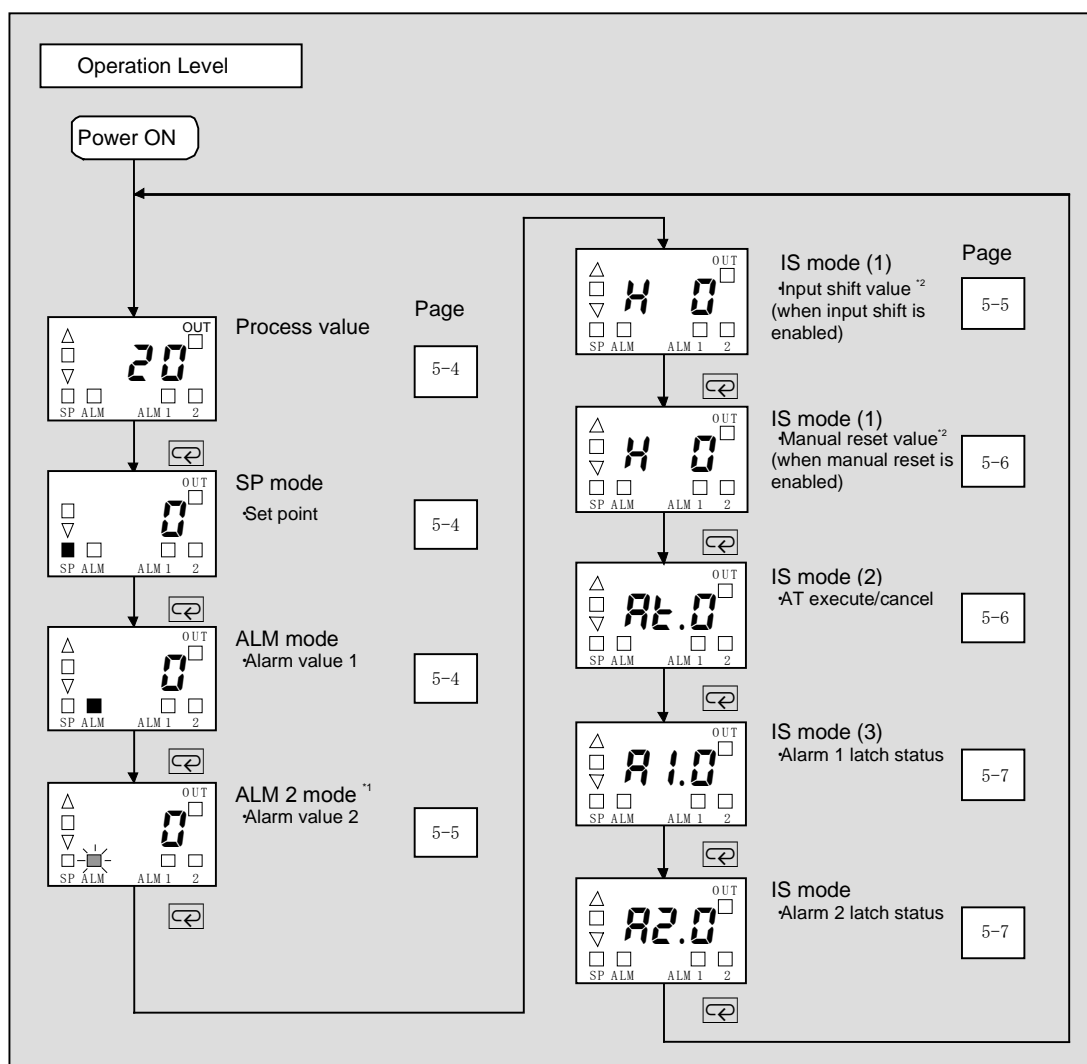 Operation Level
Power ON
OUT
20
SP ALM ALM 1 2
Process value
Page
5-4
OUT
0
SP ALM ALM 1 2
SP mode
·Set point
5-4
OUT
0
SP ALM ALM 1 2
ALM mode
·Alarm value 1
5-4
OUT
0
SP ALM ALM 1 2
ALM 2 mode *1
·Alarm value 2
5-5
OUT
H 0
SP ALM ALM 1 2
IS mode (1)
·Input shift value *2
(when input shift is
enabled)
Page
5-5
OUT
H 0
SP ALM ALM 1 2
IS mode (1)
·Manual reset value*2
(when manual reset is
enabled)
5-6
OUT
At.0
SP ALM ALM 1 2
IS mode (2)
·AT execute/cancel
5-6
OUT
A1.0
SP ALM ALM 1 2
IS mode (3)
·Alarm 1 latch status
5-7
OUT
A2.0
SP ALM ALM 1 2
IS mode
·Alarm 2 latch status
5-7